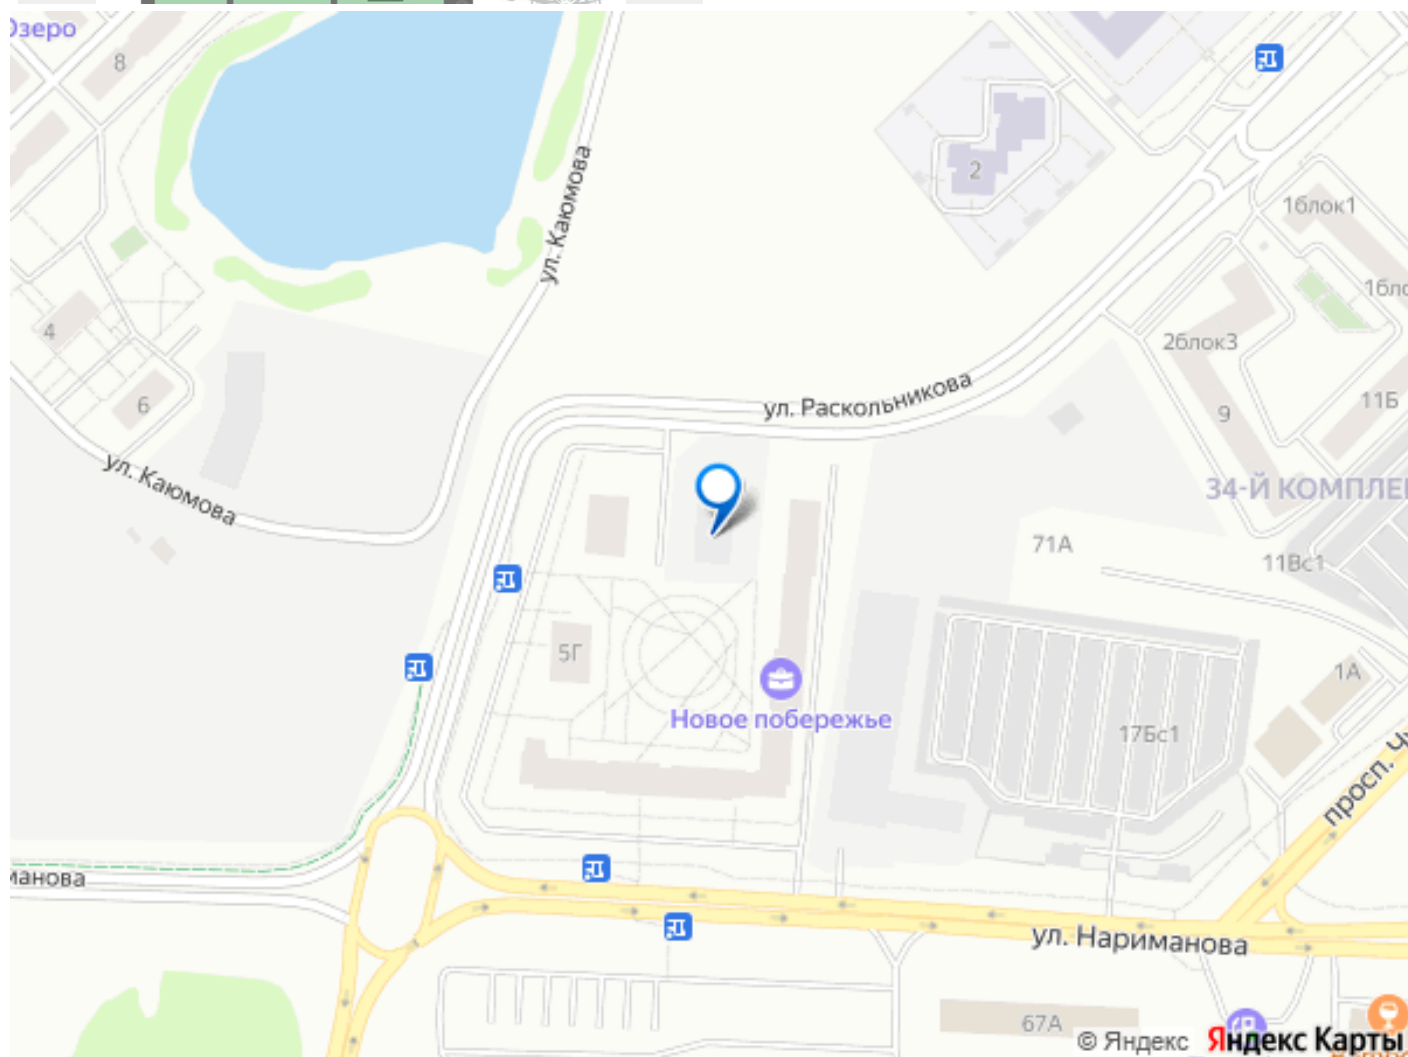 Озеро
8
ул. Каюмова
2
1блок1
4
2блок3
6
ул. Раскольникова
9
11Б
ул. Каюмова
34-Й КОМПЛЕ
71А
11Вс1
5Г
1А
Новое побережье
17Бс1
просп. Ч
манова
ул. Нариманова
67А
© Яндекс Яндекс Карты